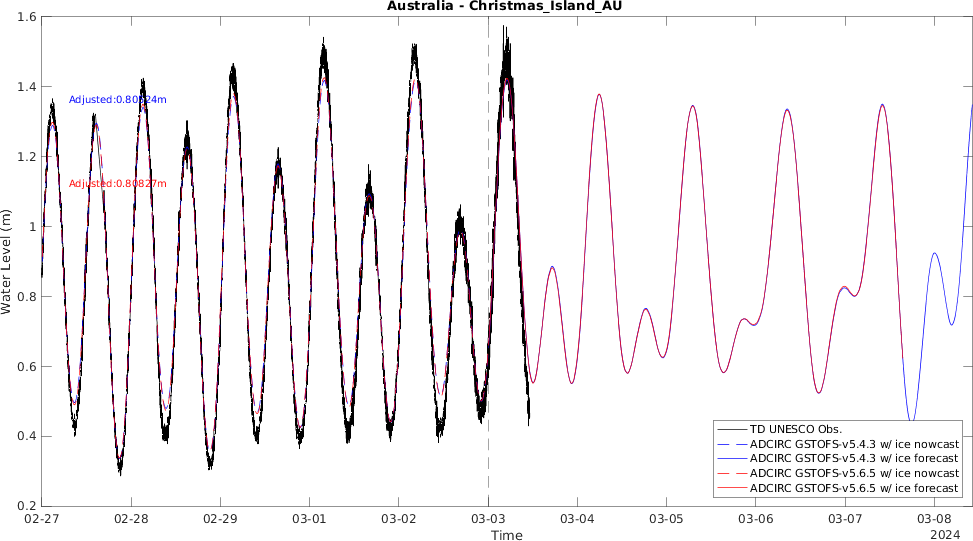 Australia - Christmas_Island_AU
1.6
1.4
1.2
1
0.8
0.6
0.4
0.2
Water Level (m)
Adjusted:0.80824m
Adjusted:0.80827m
TD UNESCO Obs.
ADCIRC GSTOFS-v5.4.3 w/ ice nowcast
ADCIRC GSTOFS-v5.4.3 w/ ice forecast
ADCIRC GSTOFS-v5.6.5 w/ ice nowcast
ADCIRC GSTOFS-v5.6.5 w/ ice forecast
02-27 02-28 02-29 03-01 03-02 03-03 03-04 03-05 03-06 03-07 03-08
Time
2024